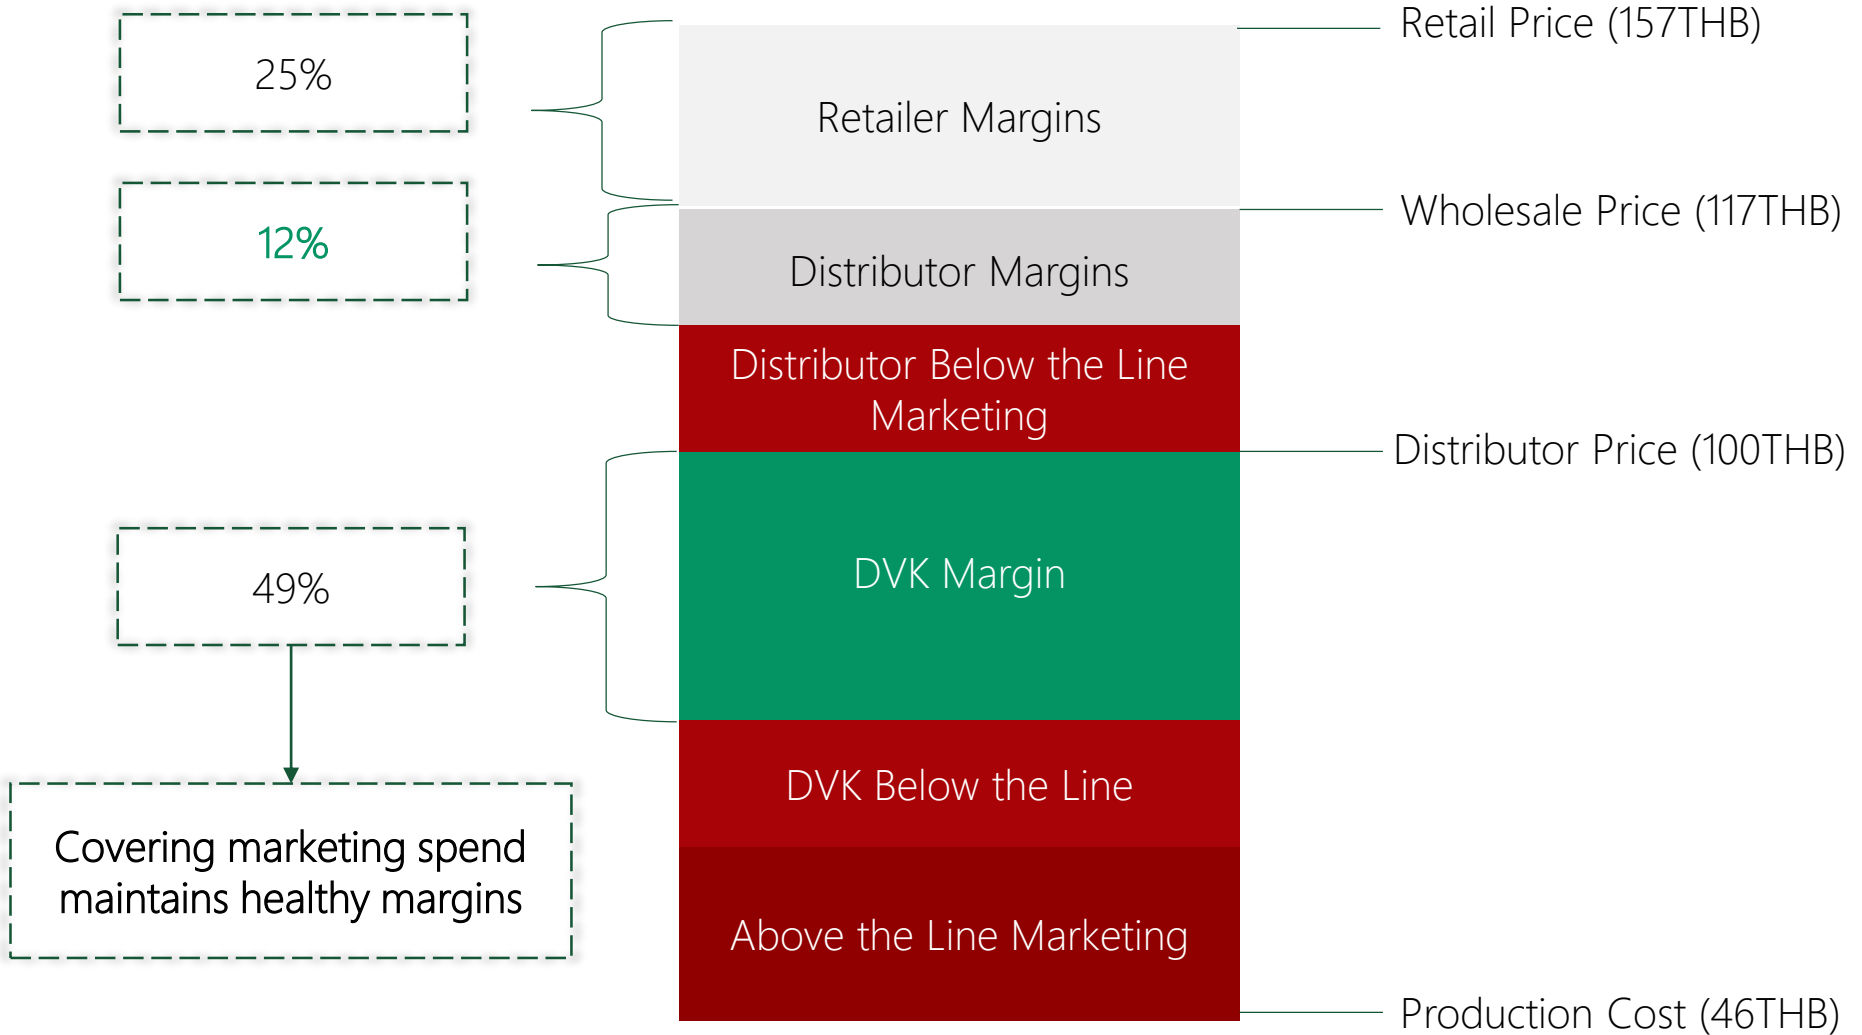 25%
12%
49%
Covering marketing spend
maintains healthy margins
Retailer Margins
Distributor Margins
Distributor Below the Line
Marketing
DVK Margin
DVK Below the Line
Above the Line Marketing
Retail Price (157THB)
Wholesale Price (117THB)
Distributor Price (100THB)
Production Cost (46THB)